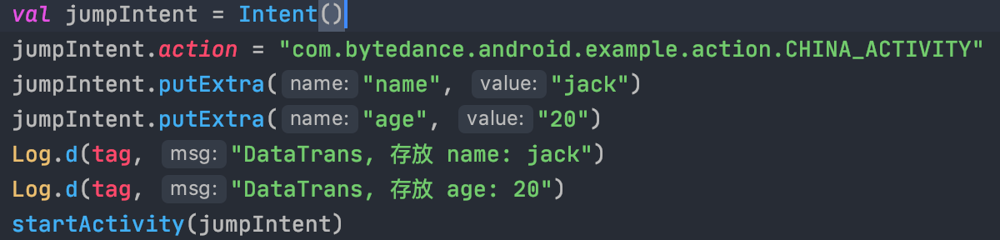 val jumpIntent = Intent()
jumpIntent.action = "com.bytedance.android.example.action.CHINA_ACTIVITY"
jumpIntent.putExtra( name: "name", value: "jack")
jumpIntent.putExtra( name: "age", value: "20")
Log.d(tag, msg: "DataTrans, 存放 name: jack")
Log.d(tag, msg: "DataTrans, 存放 age: 20")
startActivity(jumpIntent)